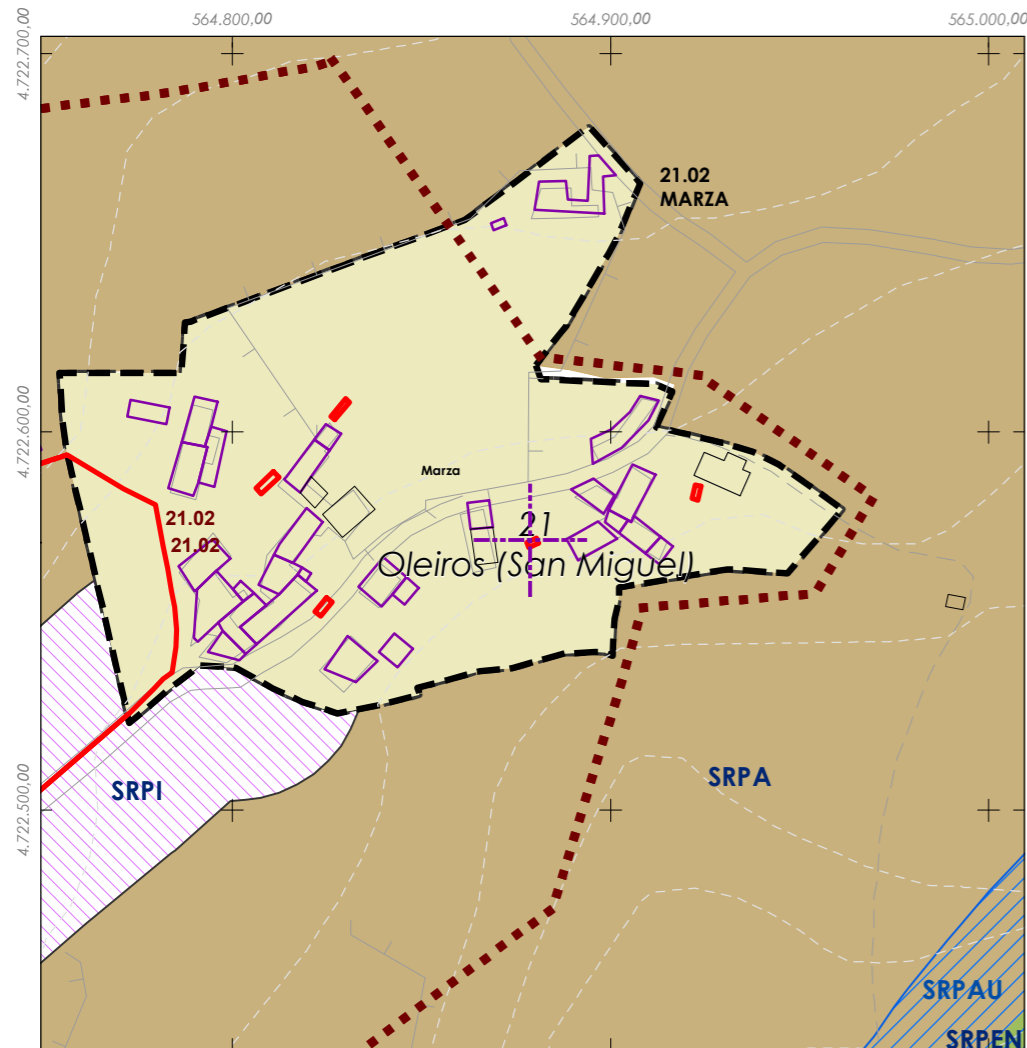 564.800,00
564.900,00
565.000,00
4.722.700,00
21.02
MARZA
4.722.600,00
Marza
21.02
21.02
21
Oleiros (San Miguel)
SRPI
SRPA
4.722.500,00
SRPAU
SRPEN